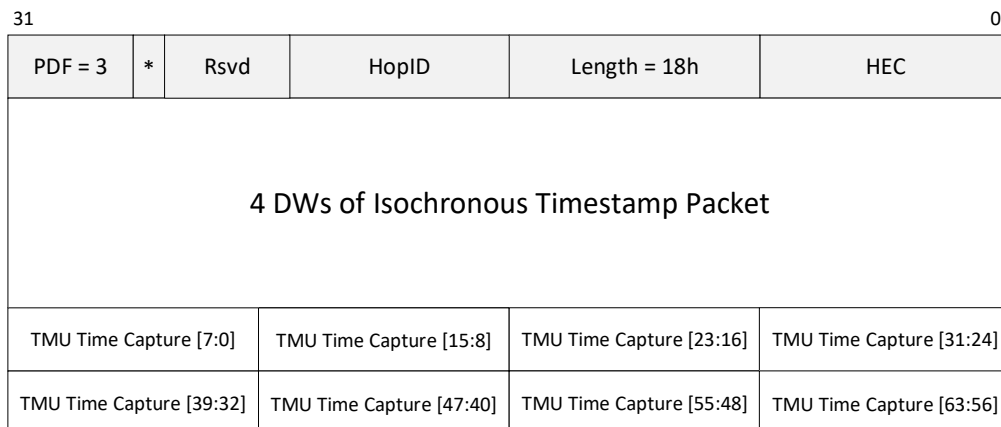 31 0
PDF = 3 * Rsvd HopID Length = 18h HEC
4 DWs of Isochronous Timestamp Packet
TMU Time Capture [7:0] TMU Time Capture [15:8] TMU Time Capture [23:16] TMU Time Capture [31:24]
TMU Time Capture [39:32] TMU Time Capture [47:40] TMU Time Capture [55:48] TMU Time Capture [63:56]